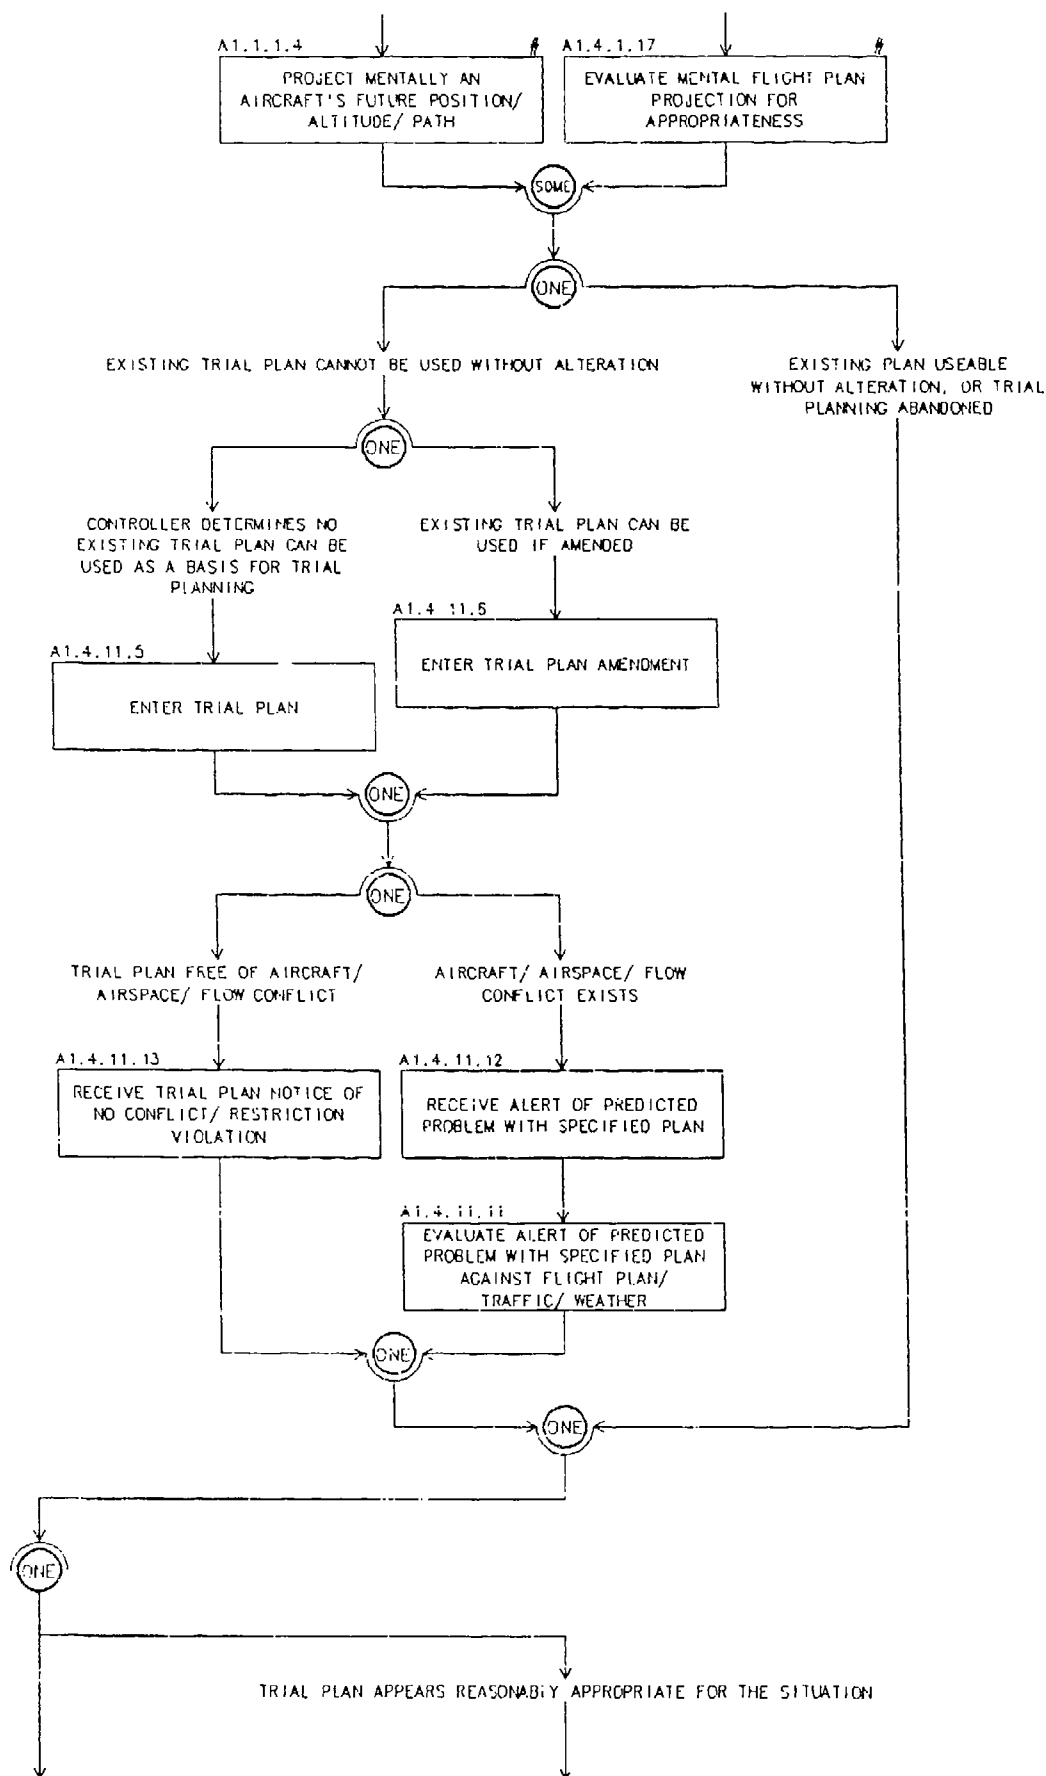 A1.1.1.4
PROJECT MENTALLY AN
AIRCRAFT'S FUTURE POSITION/
ALTITUDE/ PATH
A1.4.1.17
EVALUATE MENTAL FLIGHT PLAN
PROJECTION FOR
APPROPRIATENESS
SOME
ONE
EXISTING TRIAL PLAN CANNOT BE USED WITHOUT ALTERATION
EXISTING PLAN USEABLE
WITHOUT ALTERATION, OR TRIAL
PLANNING ABANDONED
ONE
CONTROLLER DETERMINES NO
EXISTING TRIAL PLAN CAN BE
USED AS A BASIS FOR TRIAL
PLANNING
EXISTING TRIAL PLAN CAN BE
USED IF AMENDED
A1.4.11.5
ENTER TRIAL PLAN
A1.4 11.6
ENTER TRIAL PLAN AMENDMENT
ONE
ONE
TRIAL PLAN FREE OF AIRCRAFT/
AIRSPACE/ FLOW CONFLICT
AIRCRAFT/ AIRSPACE/ FLOW
CONFLICT EXISTS
A1.4.11.13
RECEIVE TRIAL PLAN NOTICE OF
NO CONFLICT/ RESTRICTION
VIOLATION
A1.4.11.12
RECEIVE ALERT OF PREDICTED
PROBLEM WITH SPECIFIED PLAN
A1.4.11.11
EVALUATE ALERT OF PREDICTED
PROBLEM WITH SPECIFIED PLAN
AGAINST FLIGHT PLAN/
TRAFFIC/ WEATHER
ONE
ONE
ONE
TRIAL PLAN APPEARS REASONABLY APPROPRIATE FOR THE SITUATION